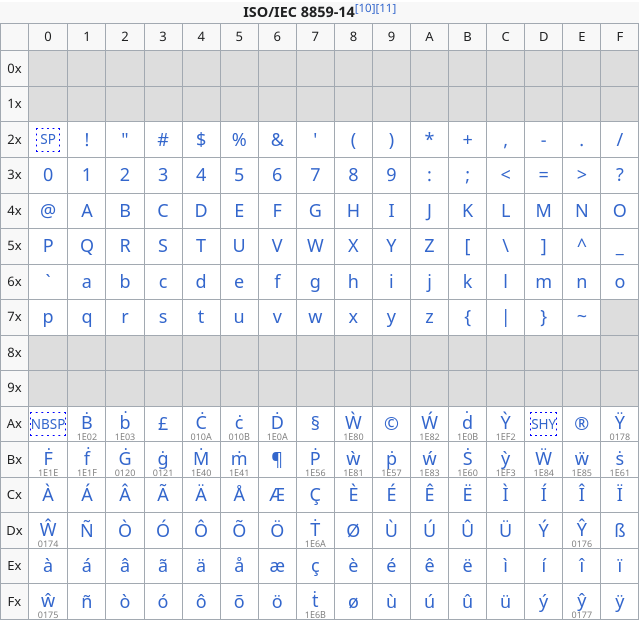 ISO/IEC 8859-14[10][11]
0 1 2 3 4 5 6 7 8 9 A B C D E F
0x
1x
2x SP ! " # $ % & ' ( ) * + , - . /
3x 0 1 2 3 4 5 6 7 8 9 : ; < = > ?
4x @ A B C D E F G H I J K L M N O
5x P Q R S T U V W X Y Z [ \ ] ^ _
6x ` a b c d e f g h i j k l m n o
7x p q r s t u v w x y z { | } ~
8x
9x
Ax NBSP Ḃ ḃ £ Ċ ċ Ḋ § Ẁ © Ẃ ḋ Ỳ SHY ® Ÿ
1E02 1E03 010A 010B 1E0A 1E80 1E82 1E0B 1EF2 0178
Bx Ḟ ḟ Ġ ġ Ṁ ṁ ¶ Ṗ ẁ ṗ ẃ Ṡ ỳ Ẅ ẅ ṡ
1E1E 1E1F 0120 0121 1E40 1E41 1E56 1E81 1E57 1E83 1E60 1EF3 1E84 1E85 1E61
Cx À Á Â Ã Ä Å Æ Ç È É Ê Ë Ì Í Î Ï
Dx Ŵ Ñ Ò Ó Ô Õ Ö Ṫ Ø Ù Ú Û Ü Ý Ŷ ß
0174 1E6A 0176
Ex à á â ã ä å æ ç è é ê ë ì í î ï
Fx ŵ ñ ò ó ô õ ö ṫ ø ù ú û ü ý ŷ ÿ
0175 1E6B 0177